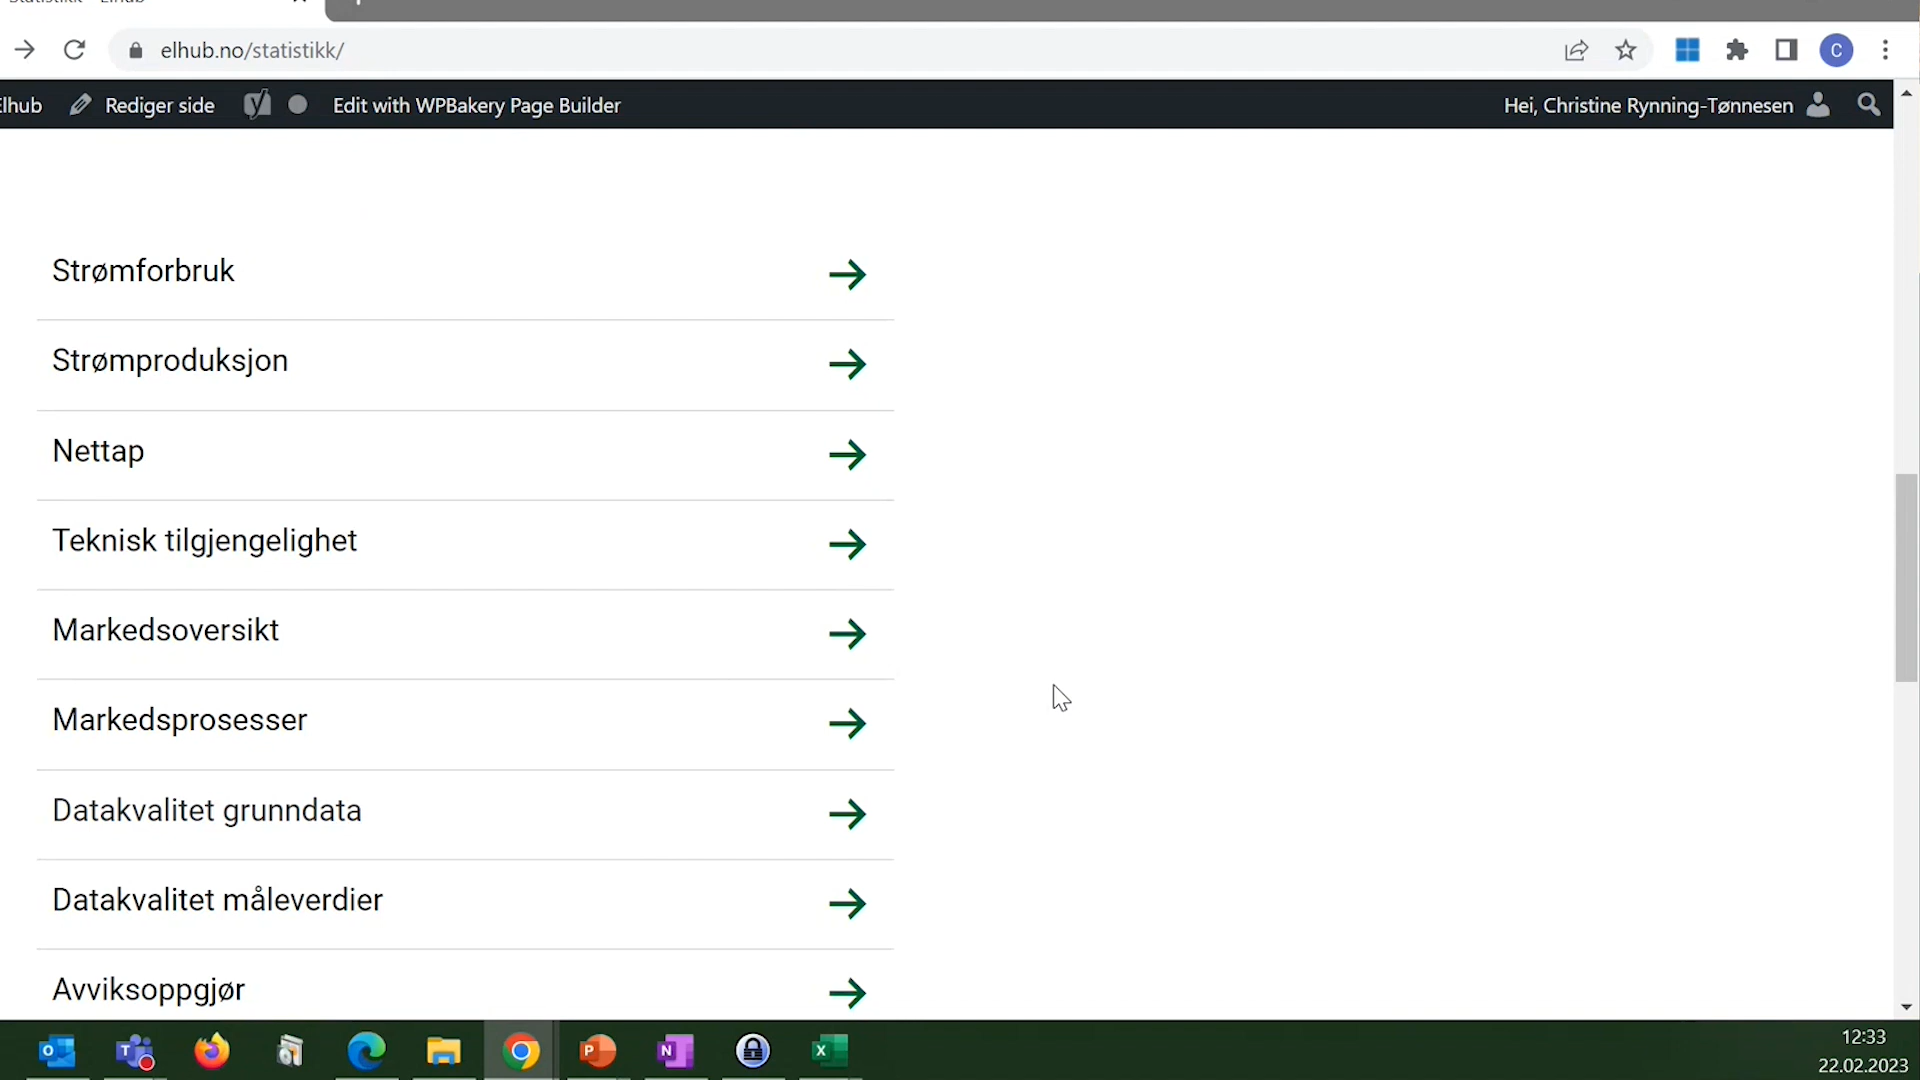 elhub.no/statistikk/
C
Elhub
Rediger side
Edit with WPBakery Page Builder
Hei, Christine Rynning-Tønnesen
Strømforbruk
Strømproduksjon
Nettap
Teknisk tilgjengelighet
Markedsoversikt
Markedsprosesser
Datakvalitet grunndata
Datakvalitet måleverdier
Avviksoppgjør
12:33
22.02.2023